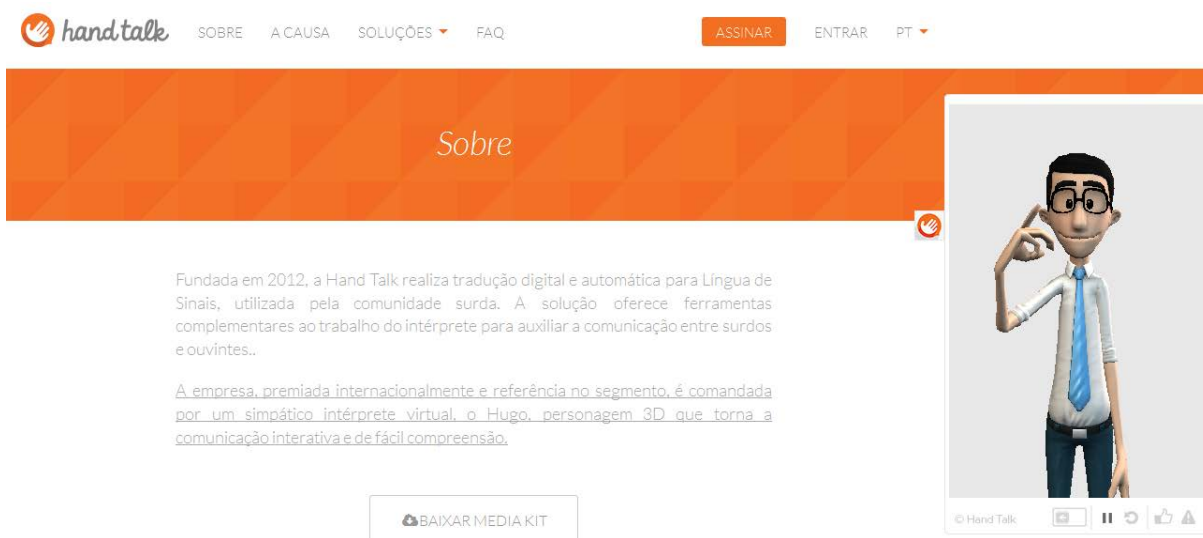 hand talk SOBRE A CAUSA SOLUÇÕES FAQ ASSINAR ENTRAR PT
Sobre
Fundada em 2012, a Hand Talk realiza tradução digital e automática para Língua de
Sinais, utilizada pela comunidade surda. A solução oferece ferramentas
complementares ao trabalho do intérprete para auxiliar a comunicação entre surdos
e ouvintes..
A empresa, premiada internacionalmente e referência no segmento, é comandada
por um simpático intérprete virtual, o Hugo, personagem 3D que torna a
comunicação interativa e de fácil compreensão.
BAIXAR MEDIA KIT
© Hand Talk